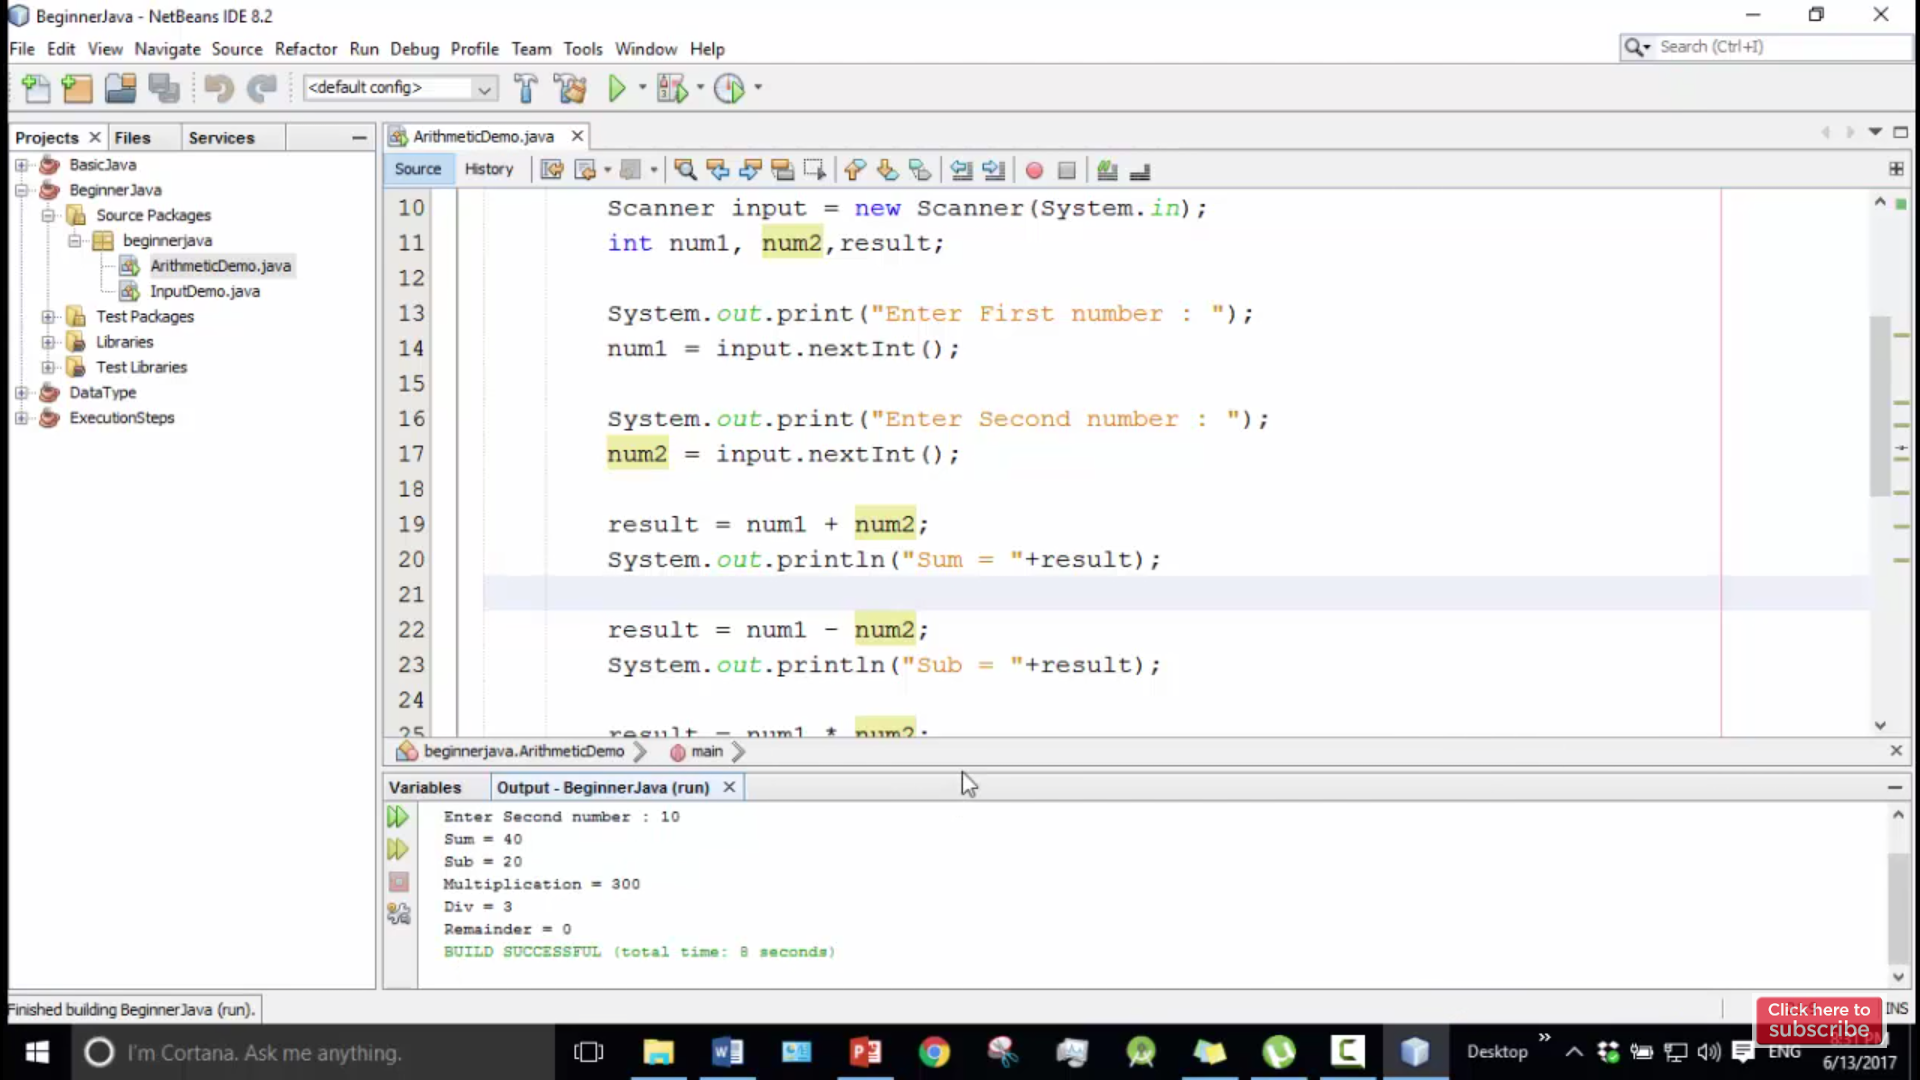 BeginnerJava - NetBeans IDE 8.2
File Edit View Navigate Source Refactor Run Debug Profile Team Tools Window Help
Search (Ctrl+I)
<default config>
Projects Files Services
ArithmeticDemo.java
BasicJava
BeginnerJava
Source Packages
beginnerjava
ArithmeticDemo.java
InputDemo.java
Test Packages
Libraries
Test Libraries
DataType
ExecutionSteps
Source History
10 Scanner input = new Scanner(System.in);
11 int num1, num2,result;
12
13 System.out.print("Enter First number : ");
14 num1 = input.nextInt();
15
16 System.out.print("Enter Second number : ");
17 num2 = input.nextInt();
18
19 result = num1 + num2;
20 System.out.println("Sum = "+result);
21
22 result = num1 - num2;
23 System.out.println("Sub = "+result);
24
25 result = num1 * num2;
beginnerjava.ArithmeticDemo main
Variables Output - BeginnerJava (run)
Enter Second number : 10
Sum = 40
Sub = 20
Multiplication = 300
Div = 3
Remainder = 0
BUILD SUCCESSFUL (total time: 8 seconds)
Finished building BeginnerJava (run).
INS
Click here to
subscribe
I'm Cortana. Ask me anything.
Desktop
ENG
6/13/2017